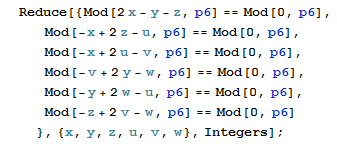 Reduce[{Mod[2 x - y - z, p6] == Mod[0, p6],
Mod[-x + 2 z - u, p6] == Mod[0, p6],
Mod[-x + 2 u - v, p6] == Mod[0, p6],
Mod[-v + 2 y - w, p6] == Mod[0, p6],
Mod[-y + 2 w - u, p6] == Mod[0, p6],
Mod[-z + 2 v - w, p6] == Mod[0, p6]
}, {x, y, z, u, v, w}, Integers];